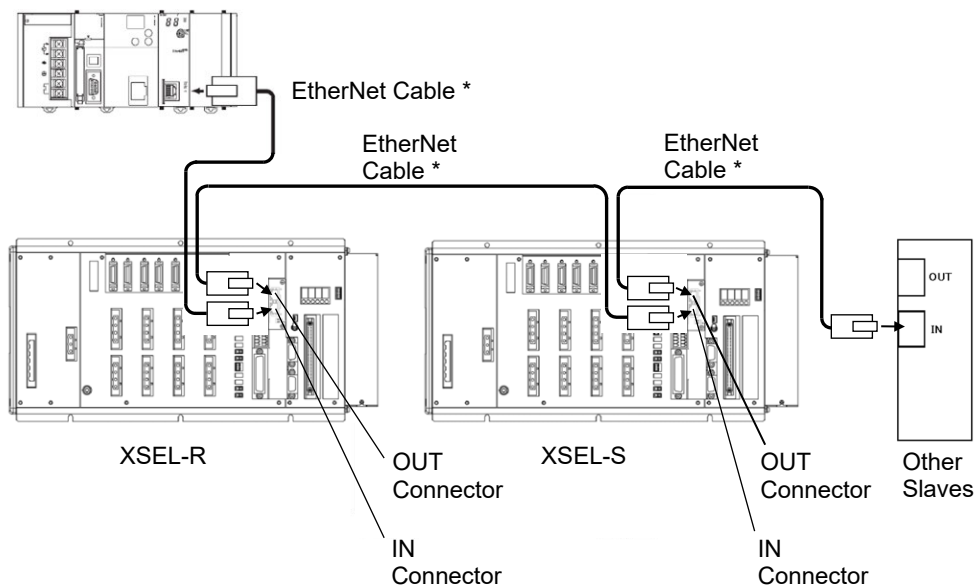 EtherNet Cable *
EtherNet
Cable *
EtherNet
Cable *
OUT
IN
XSEL-R
OUT
Connector
IN
Connector
XSEL-S
OUT
Connector
IN
Connector
Other
Slaves